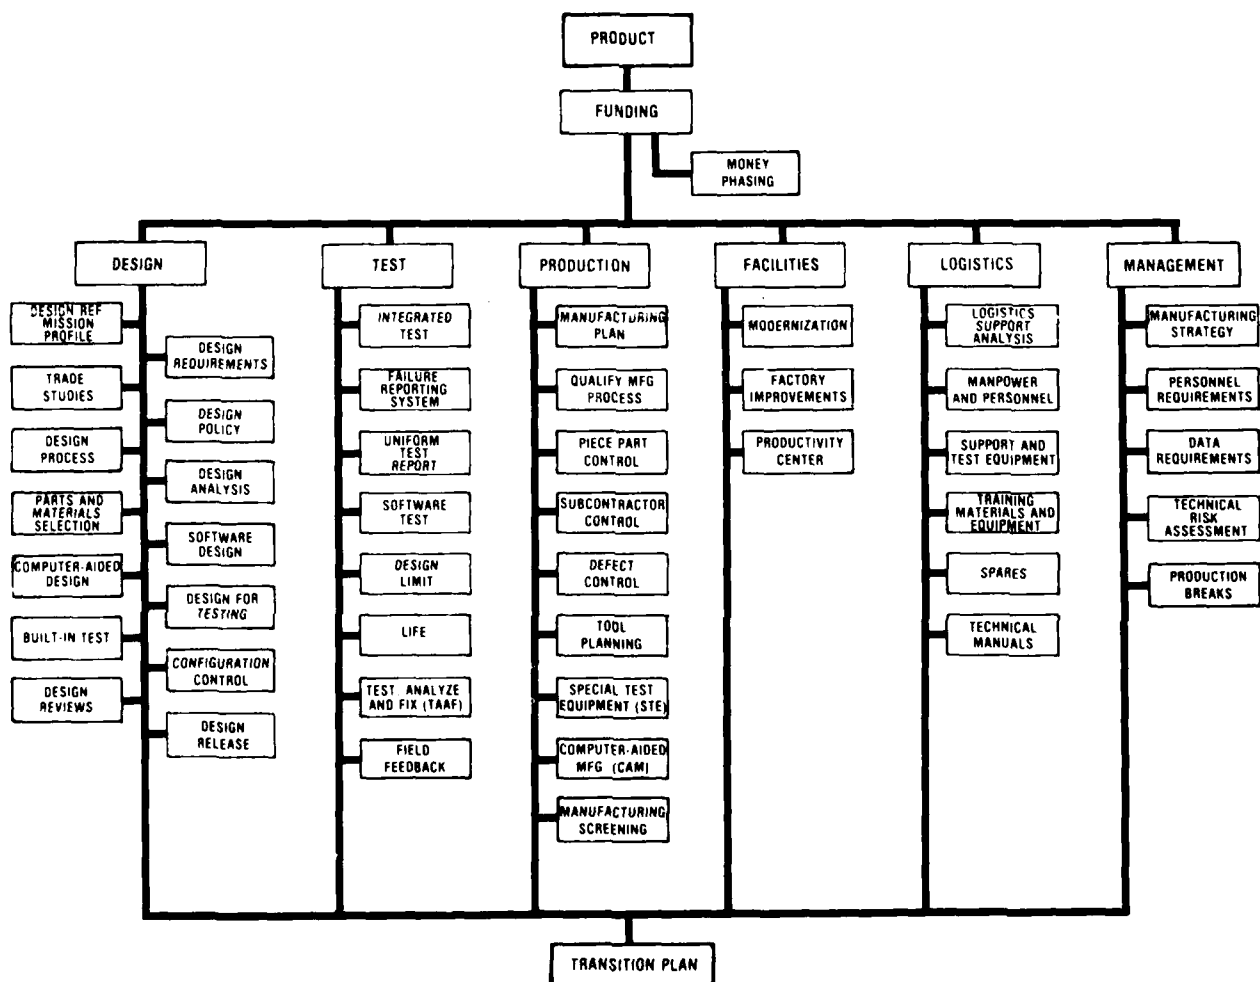 PRODUCT
FUNDING
MONEY
PHASING
DESIGN
DESIGN REF
MISSION
PROFILE
DESIGN
REQUIREMENTS
TRADE
STUDIES
DESIGN
POLICY
DESIGN
PROCESS
DESIGN
ANALYSIS
PARTS AND
MATERIALS
SELECTION
SOFTWARE
DESIGN
COMPUTER-AIDED
DESIGN
DESIGN FOR
TESTING
BUILT-IN TEST
CONFIGURATION
CONTROL
DESIGN
REVIEWS
DESIGN
RELEASE
TEST
INTEGRATED
TEST
FAILURE
REPORTING
SYSTEM
UNIFORM
TEST
REPORT
SOFTWARE
TEST
DESIGN
LIMIT
LIFE
TEST, ANALYZE
AND FIX (TAAF)
FIELD
FEEDBACK
PRODUCTION
MANUFACTURING
PLAN
QUALIFY MFG
PROCESS
PIECE PART
CONTROL
SUBCONTRACTOR
CONTROL
DEFECT
CONTROL
TOOL
PLANNING
SPECIAL TEST
EQUIPMENT (STE)
COMPUTER-AIDED
MFG (CAM)
MANUFACTURING
SCREENING
FACILITIES
MODERNIZATION
FACTORY
IMPROVEMENTS
PRODUCTIVITY
CENTER
LOGISTICS
LOGISTICS
SUPPORT
ANALYSIS
MANPOWER
AND PERSONNEL
SUPPORT AND
TEST EQUIPMENT
TRAINING
MATERIALS AND
EQUIPMENT
SPARES
TECHNICAL
MANUALS
MANAGEMENT
MANUFACTURING
STRATEGY
PERSONNEL
REQUIREMENTS
DATA
REQUIREMENTS
TECHNICAL
RISK
ASSESSMENT
PRODUCTION
BREAKS
TRANSITION PLAN